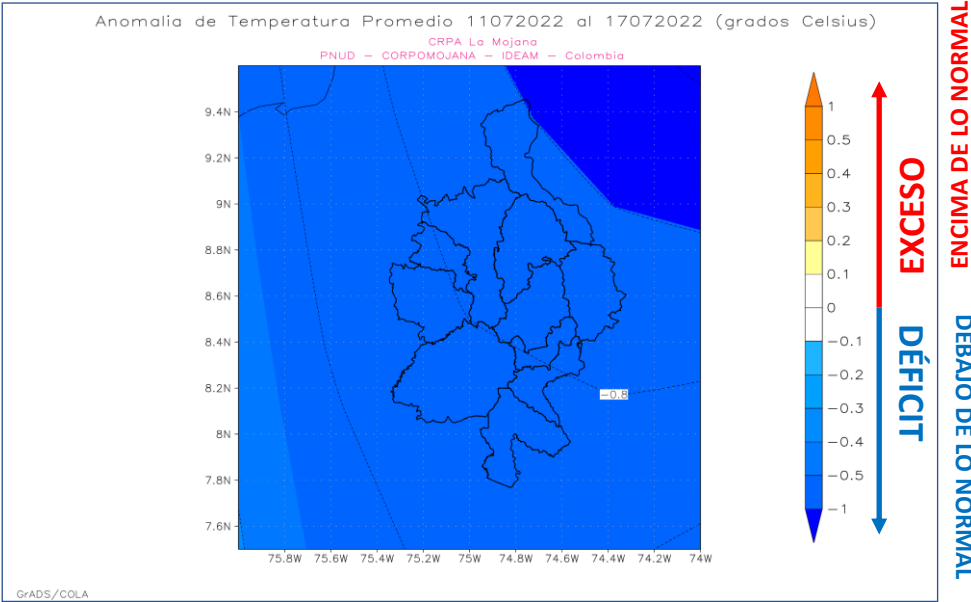 Anomalia de Temperatura Promedio 11072022 al 17072022 (grados Celsius)
CRPA La Mojana
PNUD – CORPOMOJANA – IDEAM – Colombia
9.4N
9.2N
9N
8.8N
8.6N
8.4N
8.2N
8N
7.8N
7.6N
75.8W 75.6W 75.4W 75.2W 75W 74.8W 74.6W 74.4W 74.2W 74W
−0.8
1
0.5
0.4
0.3
0.2
0.1
0
−0.1
−0.2
−0.3
−0.4
−0.5
−1
EXCESO
DÉFICIT
ENCIMA DE LO NORMAL
DEBAJO DE LO NORMAL
GrADS/COLA